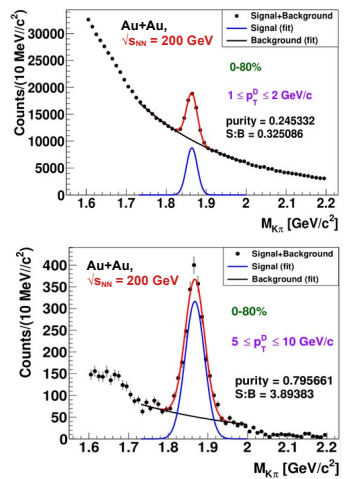 Counts/(10 MeV//c²)
30000
25000
20000
15000
10000
5000
0
Au+Au,
√sNN = 200 GeV
Signal+Background
Signal (fit)
Background (fit)
0-80%
1 ≤ p_T^D ≤ 2 GeV/c
purity = 0.245332
S:B = 0.325086
1.6 1.7 1.8 1.9 2 2.1 2.2
M_Kπ [GeV/c²]
Counts/(10 MeV//c²)
400
350
300
250
200
150
100
50
0
Au+Au,
√sNN = 200 GeV
Signal+Background
Signal (fit)
Background (fit)
0-80%
5 ≤ p_T^D ≤ 10 GeV/c
purity = 0.795661
S:B = 3.89383
1.6 1.7 1.8 1.9 2 2.1 2.2
M_Kπ [GeV/c²]